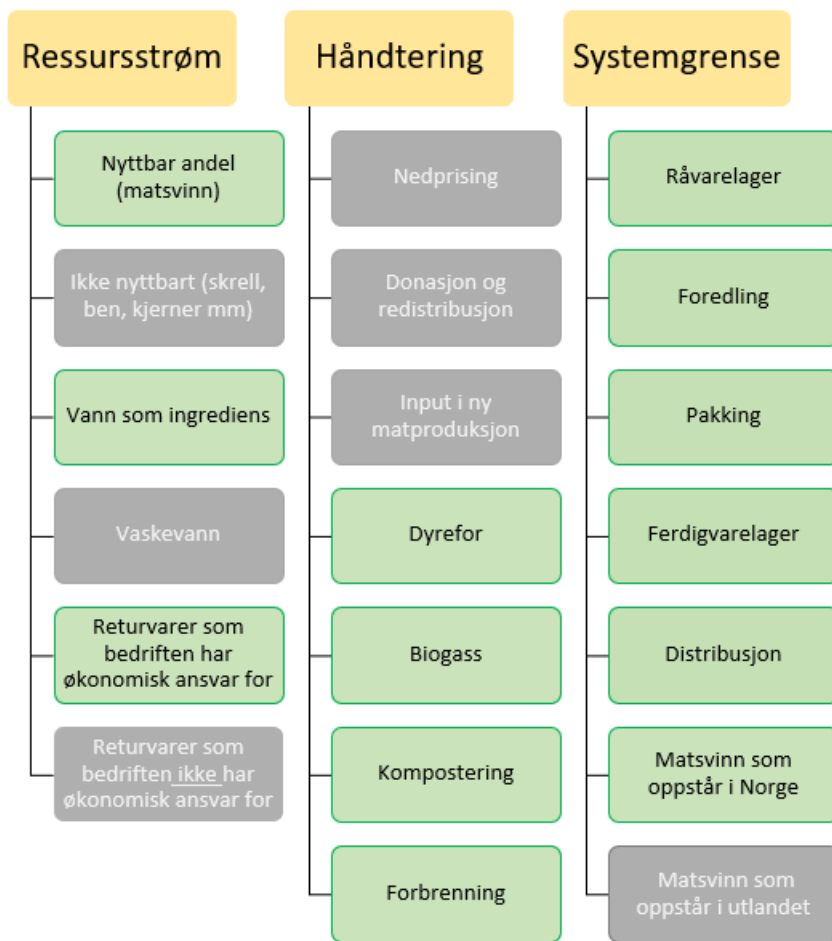 Ressursstrøm
Nyttbar andel
(matsvinn)
Ikke nyttbart (skrell,
ben, kjerner mm)
Vann som ingrediens
Vaskevann
Returvarer som
bedriften har
økonomisk ansvar for
Returvarer som
bedriften ikke har
økonomisk ansvar for
Håndtering
Nedprising
Donasjon og
redistribusjon
Input i ny
matproduksjon
Dyrefor
Biogass
Kompostering
Forbrenning
Systemgrense
Råvarelager
Foredling
Pakking
Ferdigvarelager
Distribusjon
Matsvinn som
oppstår i Norge
Matsvinn som
oppstår i utlandet